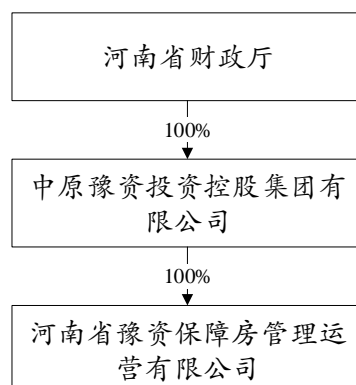 河南省财政厅
100%
中原豫资投资控股集团有
限公司
100%
河南省豫资保障房管理运
营有限公司